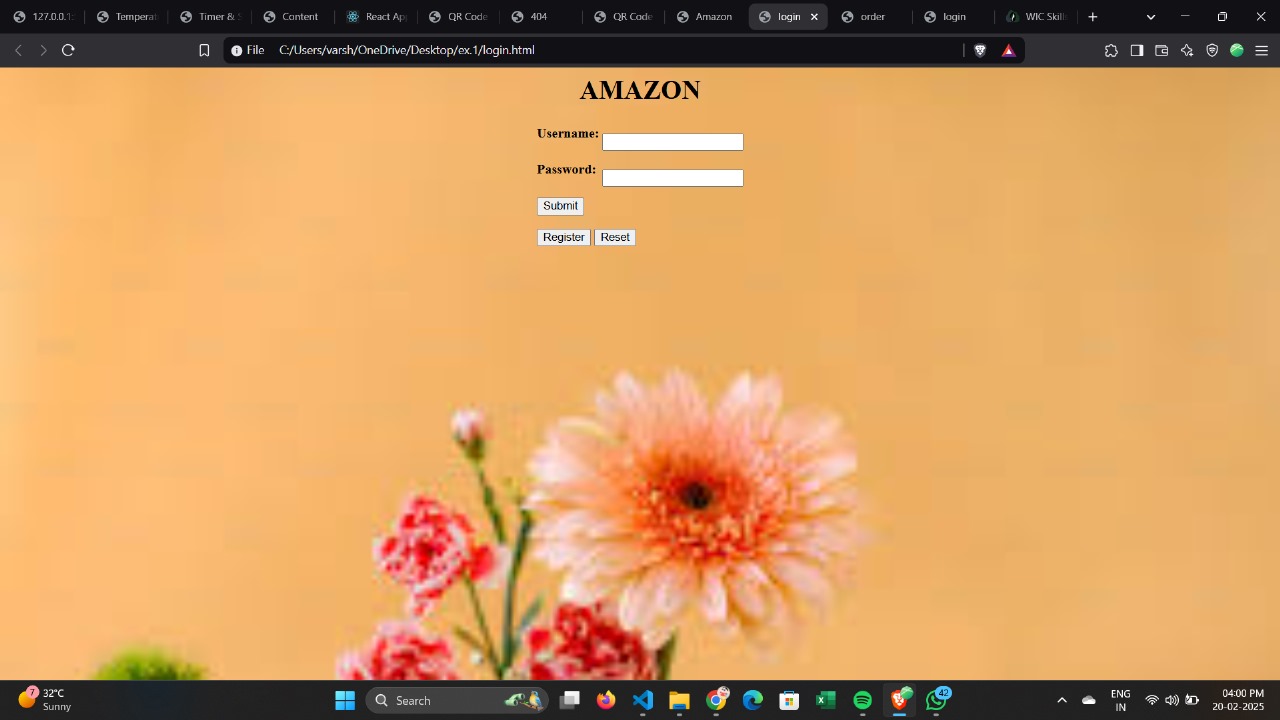 127.0.0.1:
Temperat
Timer & S
Content
React Ap
QR Code
404
QR Code
Amazon
login
order
login
WIC Skill
File
C:/Users/varsh/OneDrive/Desktop/ex.1/login.html
AMAZON
Username:
Password:
Submit
Register Reset
7
32°C
Sunny
Search
42
ENG
IN
04:00 PM
20-02-2025